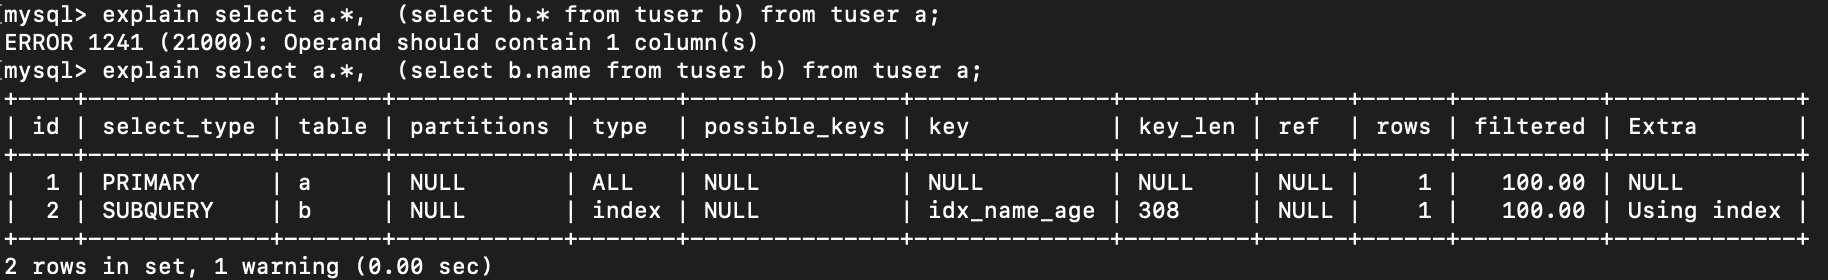 [mysql> explain select a.*,  (select b.* from tuser b) from tuser a;
ERROR 1241 (21000): Operand should contain 1 column(s)
[mysql> explain select a.*,  (select b.name from tuser b) from tuser a;
+----+-------------+-------+------------+-------+---------------+--------------+---------+------+------+----------+-------------+
| id | select_type | table | partitions | type  | possible_keys | key          | key_len | ref  | rows | filtered | Extra       |
+----+-------------+-------+------------+-------+---------------+--------------+---------+------+------+----------+-------------+
|  1 | PRIMARY     | a     | NULL       | ALL   | NULL          | NULL         | NULL    | NULL |    1 |   100.00 | NULL        |
|  2 | SUBQUERY    | b     | NULL       | index | NULL          | idx_name_age | 308     | NULL |    1 |   100.00 | Using index |
+----+-------------+-------+------------+-------+---------------+--------------+---------+------+------+----------+-------------+
2 rows in set, 1 warning (0.00 sec)